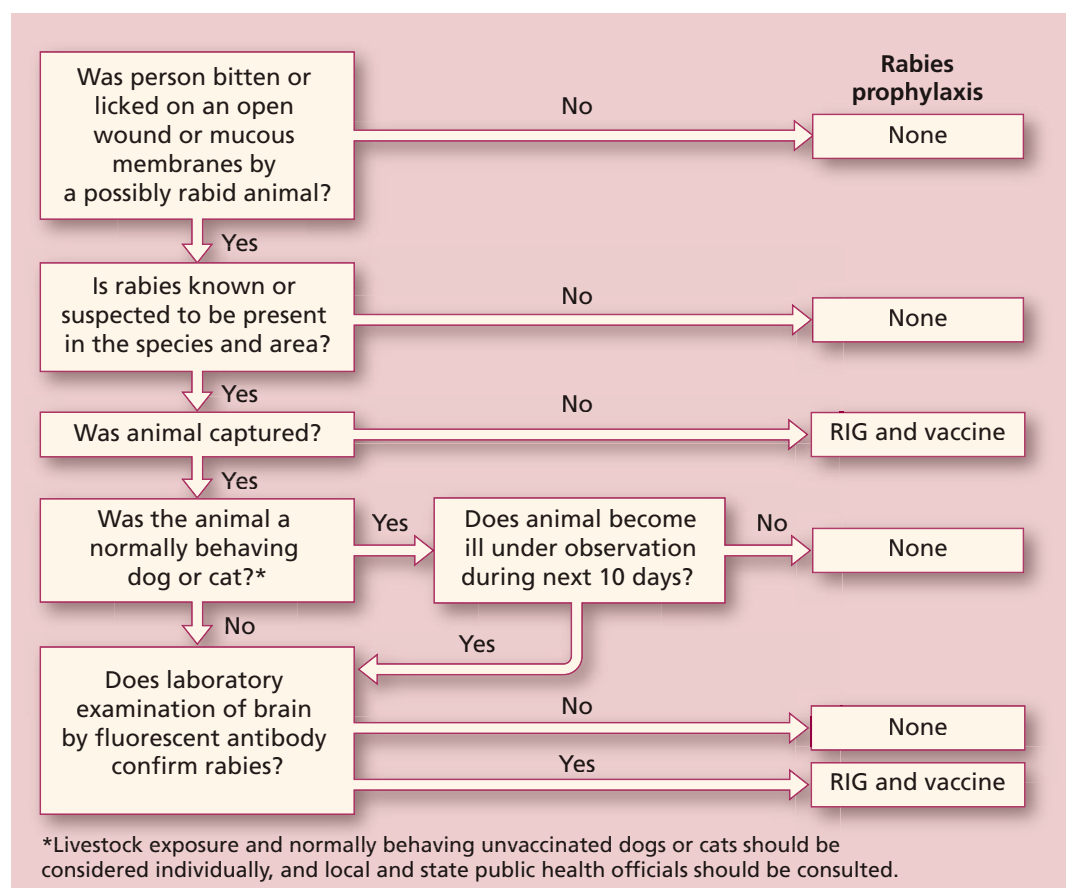 Was person bitten or
licked on an open
wound or mucous
membranes by
a possibly rabid animal?
No
Rabies
prophylaxis
None
Yes
Is rabies known or
suspected to be present
in the species and area?
No
None
Yes
Was animal captured?
No
RIG and vaccine
Yes
Was the animal a
normally behaving
dog or cat?*
Yes
Does animal become
ill under observation
during next 10 days?
No
None
No
Yes
Does laboratory
examination of brain
by fluorescent antibody
confirm rabies?
No
None
Yes
RIG and vaccine
*Livestock exposure and normally behaving unvaccinated dogs or cats should be
considered individually, and local and state public health officials should be consulted.